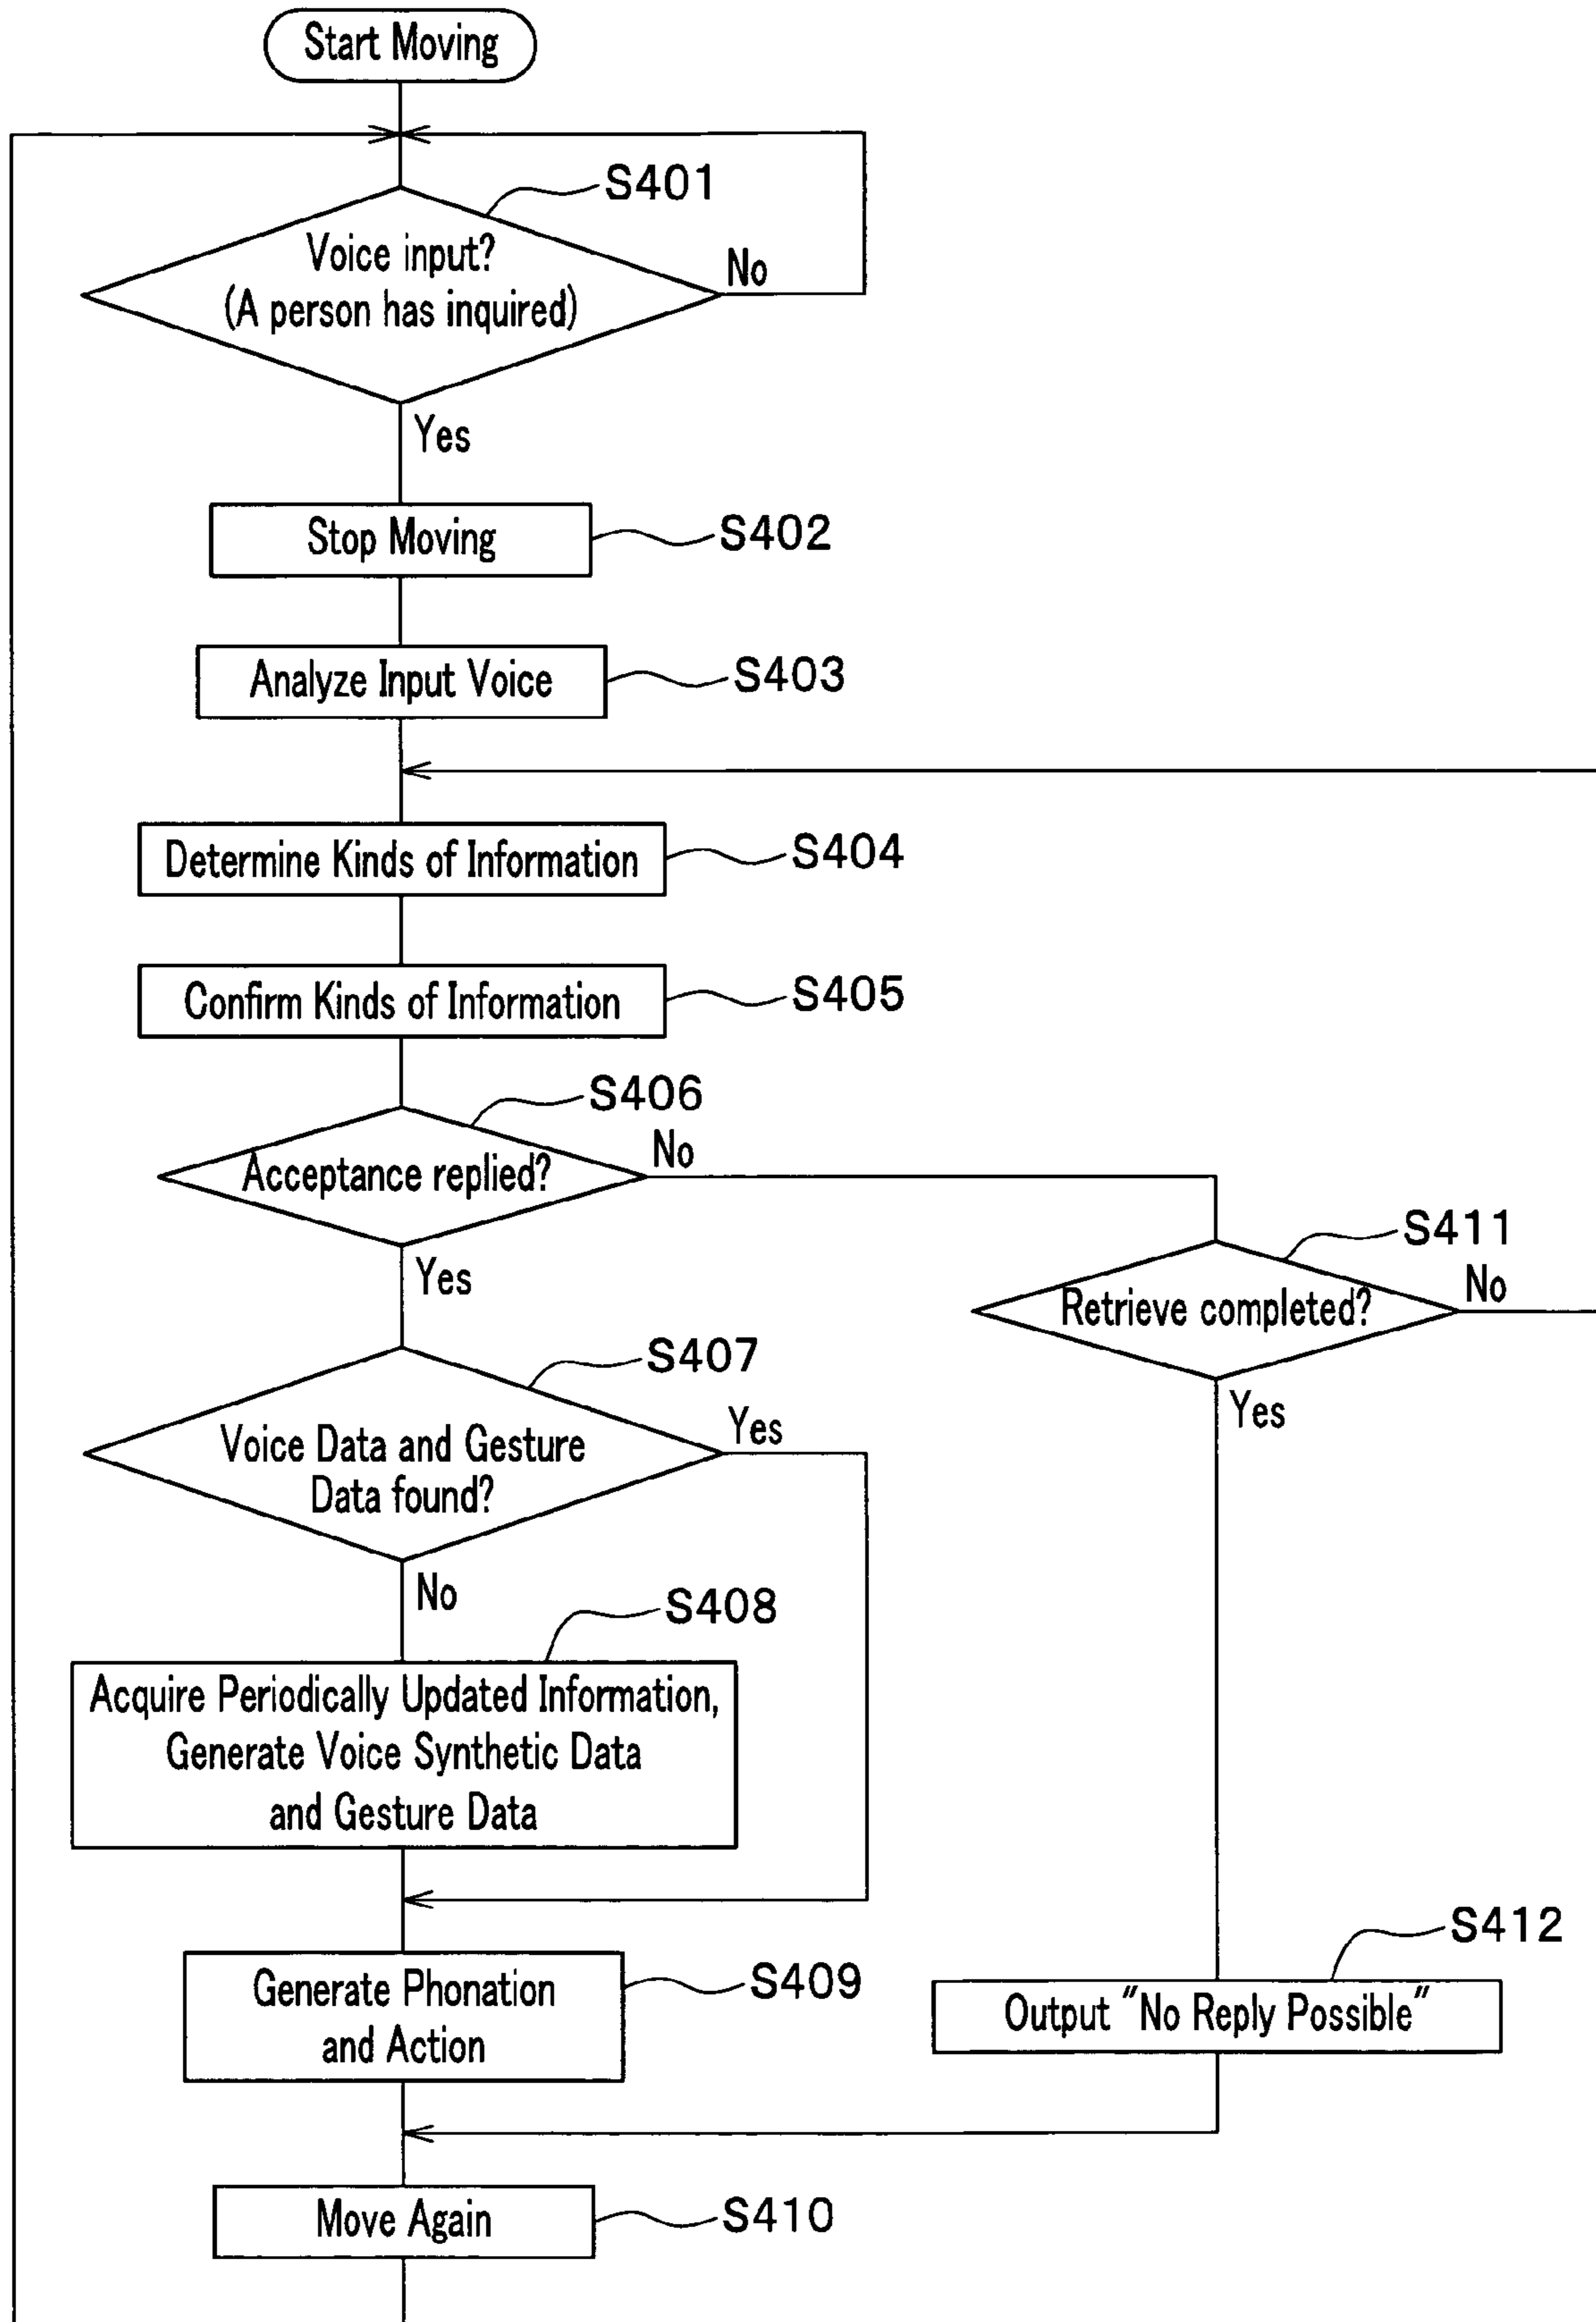 Start Moving
S401
Voice input?
(A person has inquired)
No
Yes
Stop Moving
S402
Analyze Input Voice
S403
Determine Kinds of Information
S404
Confirm Kinds of Information
S405
S406
Acceptance replied?
No
Yes
S411
Retrieve completed?
No
Yes
S407
Voice Data and Gesture
Data found?
Yes
No
S408
Acquire Periodically Updated Information,
Generate Voice Synthetic Data
and Gesture Data
S409
Generate Phonation
and Action
S412
Output "No Reply Possible"
Move Again
S410